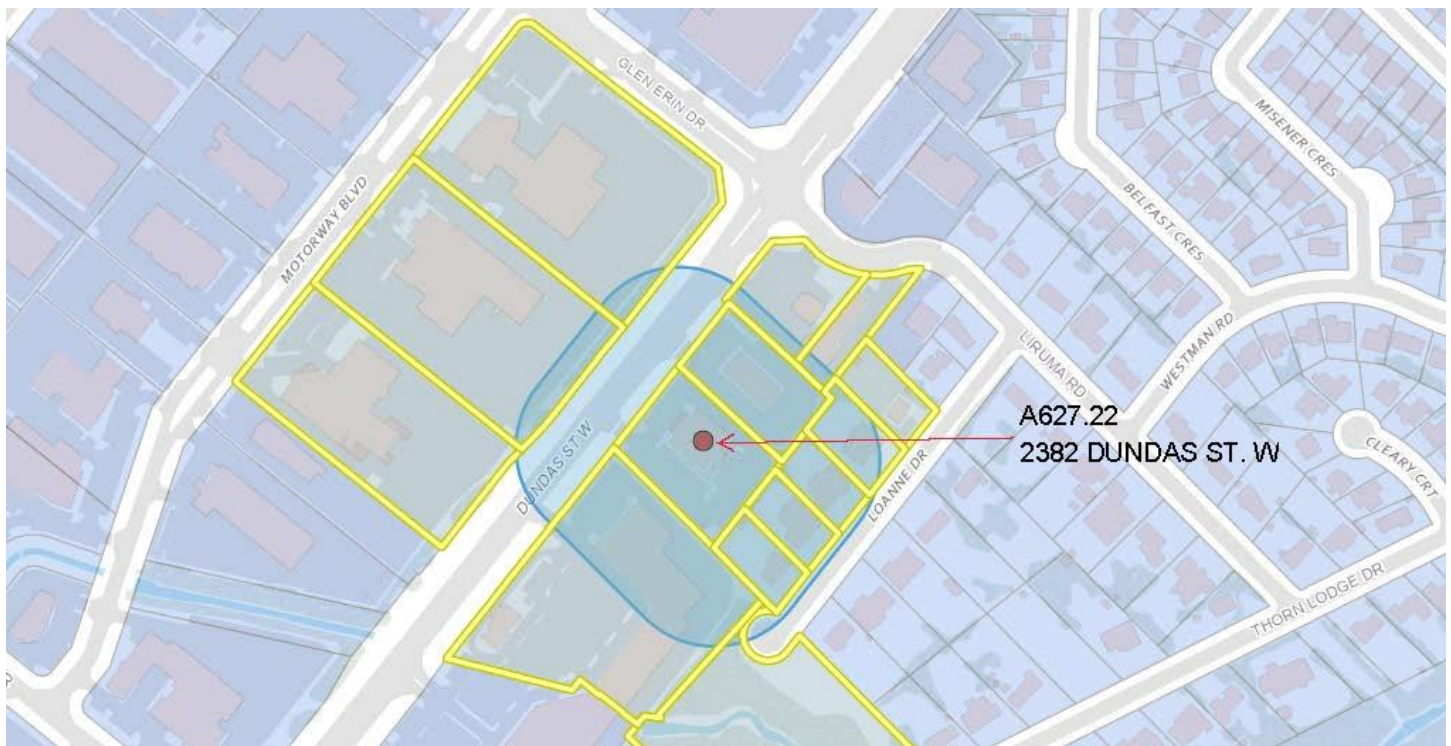 GLEN ERIN DR
MISENER CRES
MOTORWAY BLVD
BELFAST CRES
LIRUMA RD
WESTMAN RD
A627.22
2382 DUNDAS ST. W
CLEARY CRT
DUNDAS ST W
LOANNE DR
THORN LODGE DR